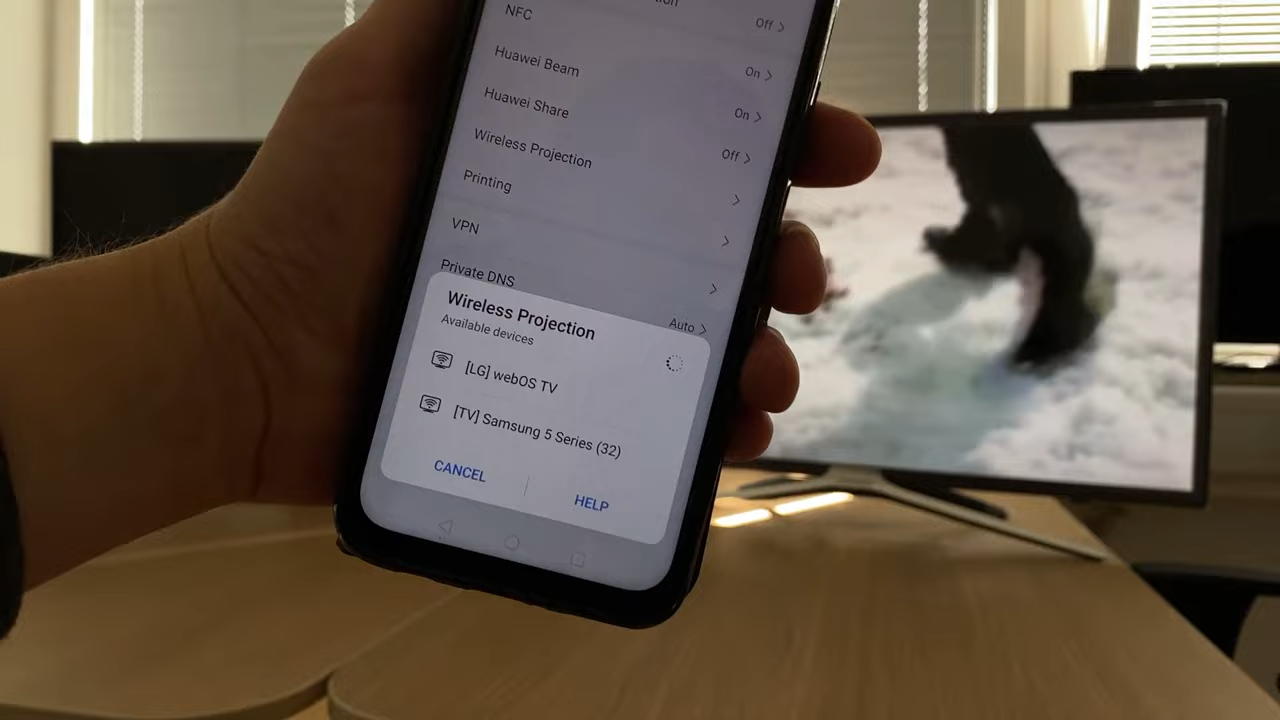 NFC
Off
Huawei Beam
On
Huawei Share
On
Wireless Projection
Off
Printing
VPN
Private DNS
Auto
Wireless Projection
Available devices
[LG] webOS TV
[TV] Samsung 5 Series (32)
CANCEL
HELP